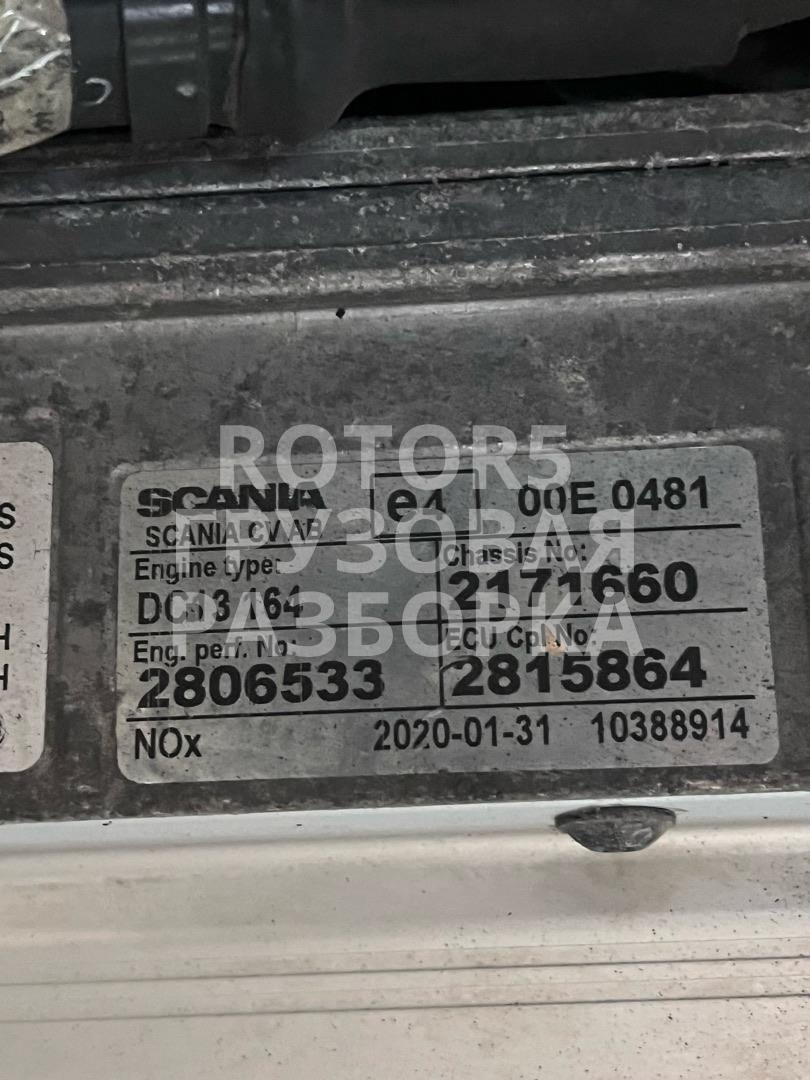 ROTOR5
ГРУЗОВАЯ
РАЗБОРКА
SCANIA e4 00E 0481
SCANIA CV AB
Engine type: Chassis No:
DC13 164 2171660
Eng. perf. No: ECU Cpl No:
2806533 2815864
NOx 2020-01-31 10388914
S
S
H
H